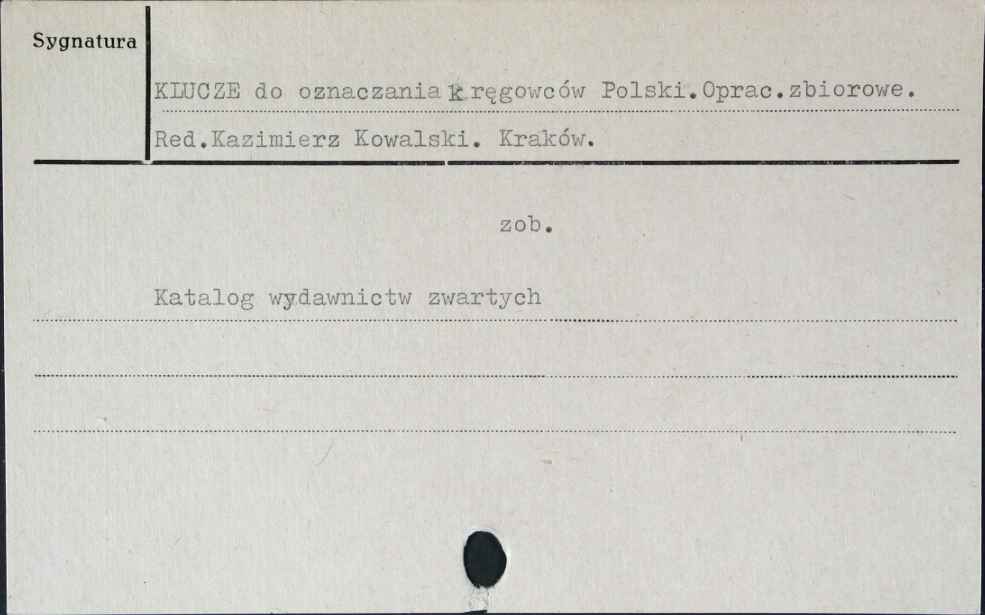 Sygnatura
KLUCZE do oznaczania kręgowców Polski.Oprac.zbiorowe.
Red.Kazimierz Kowalski. Kraków.
zob.
Katalog wydawnictw zwartych